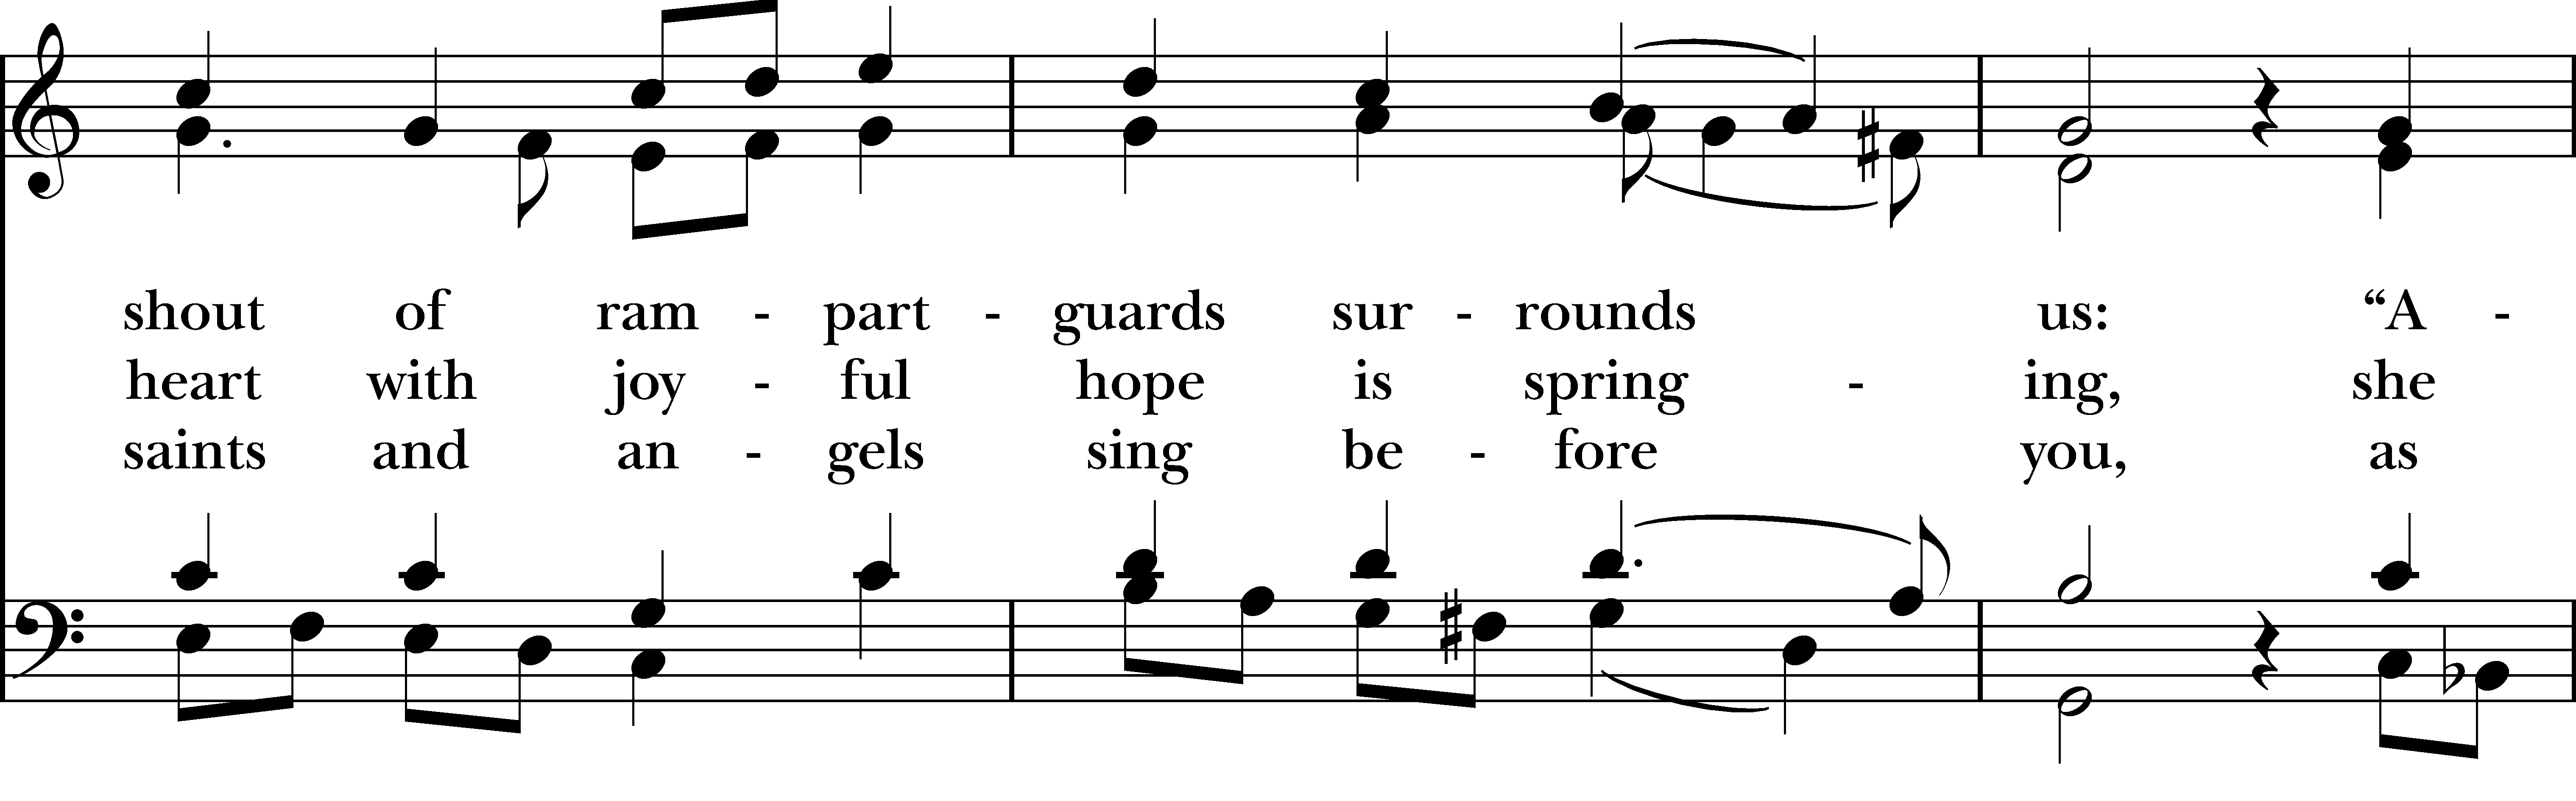 shout of ram - part - guards sur - rounds us: “A -
heart with joy - ful hope is spring - ing, she
saints and an - gels sing be - fore you, as